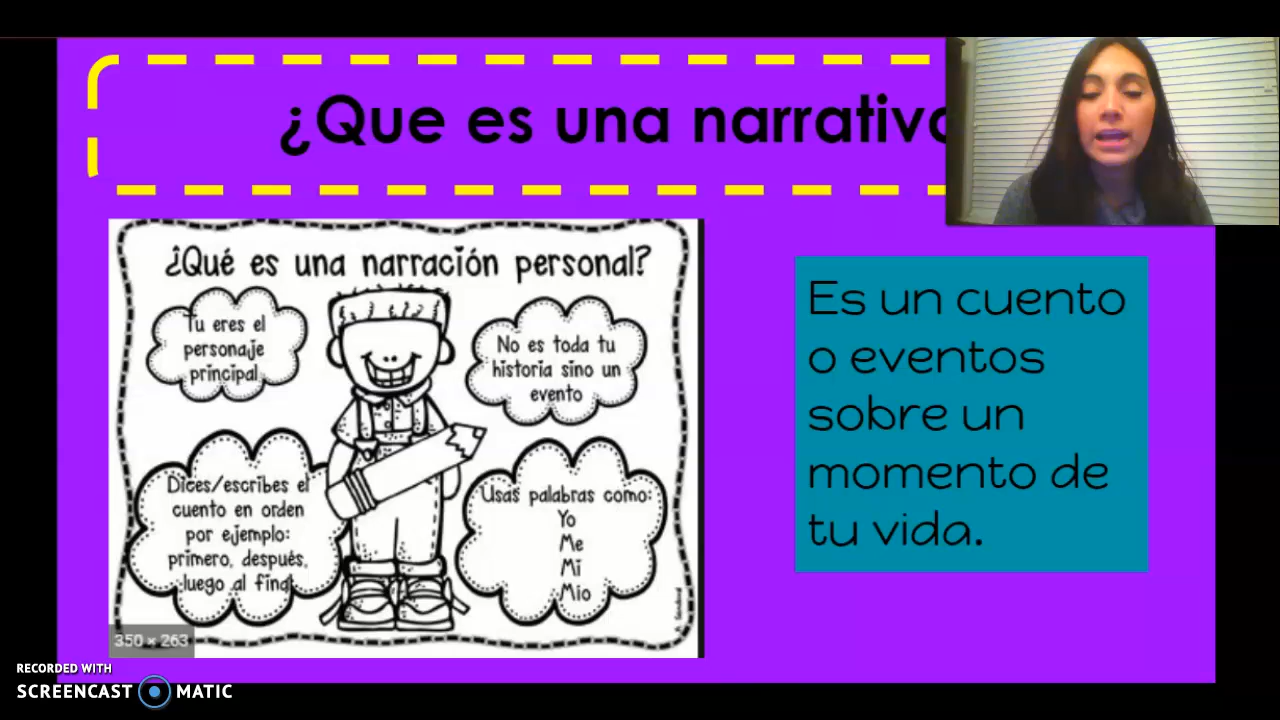 ¿Que es una narrativa
¿Qué es una narración personal?
Tu eres el
personaje
principal
No es toda tu
historia sino un
evento
Dices/escribes el
cuento en orden
por ejemplo:
primero, después,
luego al final
Usas palabras como:
Yo
Me
Mi
Mio
Es un cuento
o eventos
sobre un
momento de
tu vida.
350 × 263
RECORDED WITH
SCREENCAST MATIC